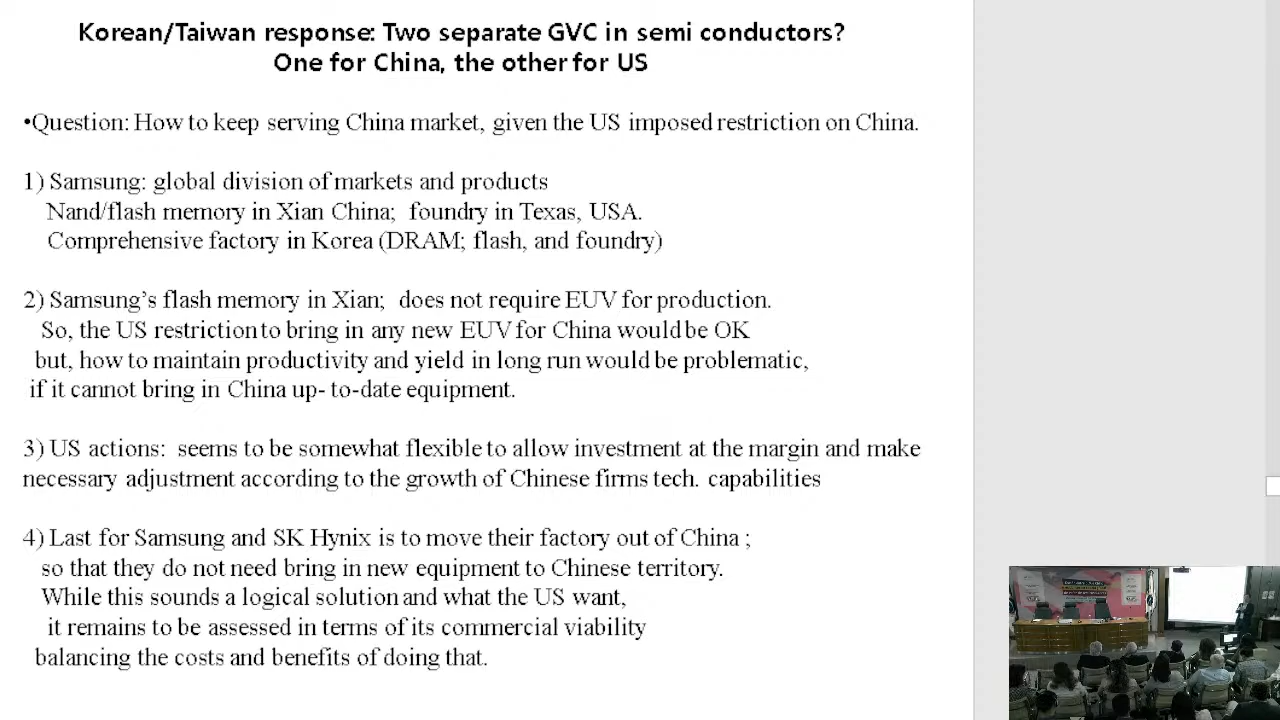 Korean/Taiwan response: Two separate GVC in semi conductors?
One for China, the other for US
•Question: How to keep serving China market, given the US imposed restriction on China.
1) Samsung: global division of markets and products
Nand/flash memory in Xian China; foundry in Texas, USA.
Comprehensive factory in Korea (DRAM; flash, and foundry)
2) Samsung’s flash memory in Xian; does not require EUV for production.
So, the US restriction to bring in any new EUV for China would be OK
but, how to maintain productivity and yield in long run would be problematic,
if it cannot bring in China up- to-date equipment.
3) US actions: seems to be somewhat flexible to allow investment at the margin and make
necessary adjustment according to the growth of Chinese firms tech. capabilities
4) Last for Samsung and SK Hynix is to move their factory out of China ;
so that they do not need bring in new equipment to Chinese territory.
While this sounds a logical solution and what the US want,
it remains to be assessed in terms of its commercial viability
balancing the costs and benefits of doing that.